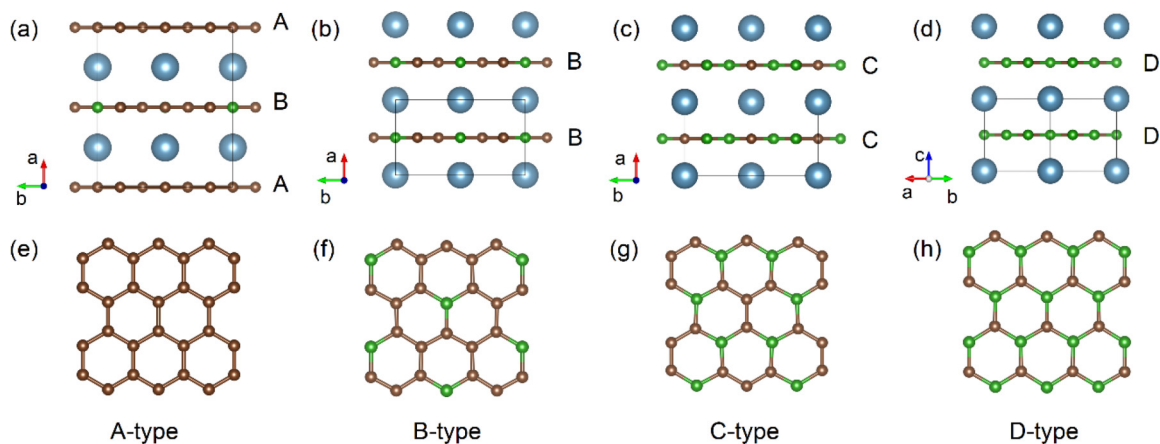 (a)
A
B
A
a
b
(b)
B
B
a
b
(c)
C
C
a
b
(d)
D
D
c
a
b
(e)
(f)
(g)
(h)
A-type
B-type
C-type
D-type